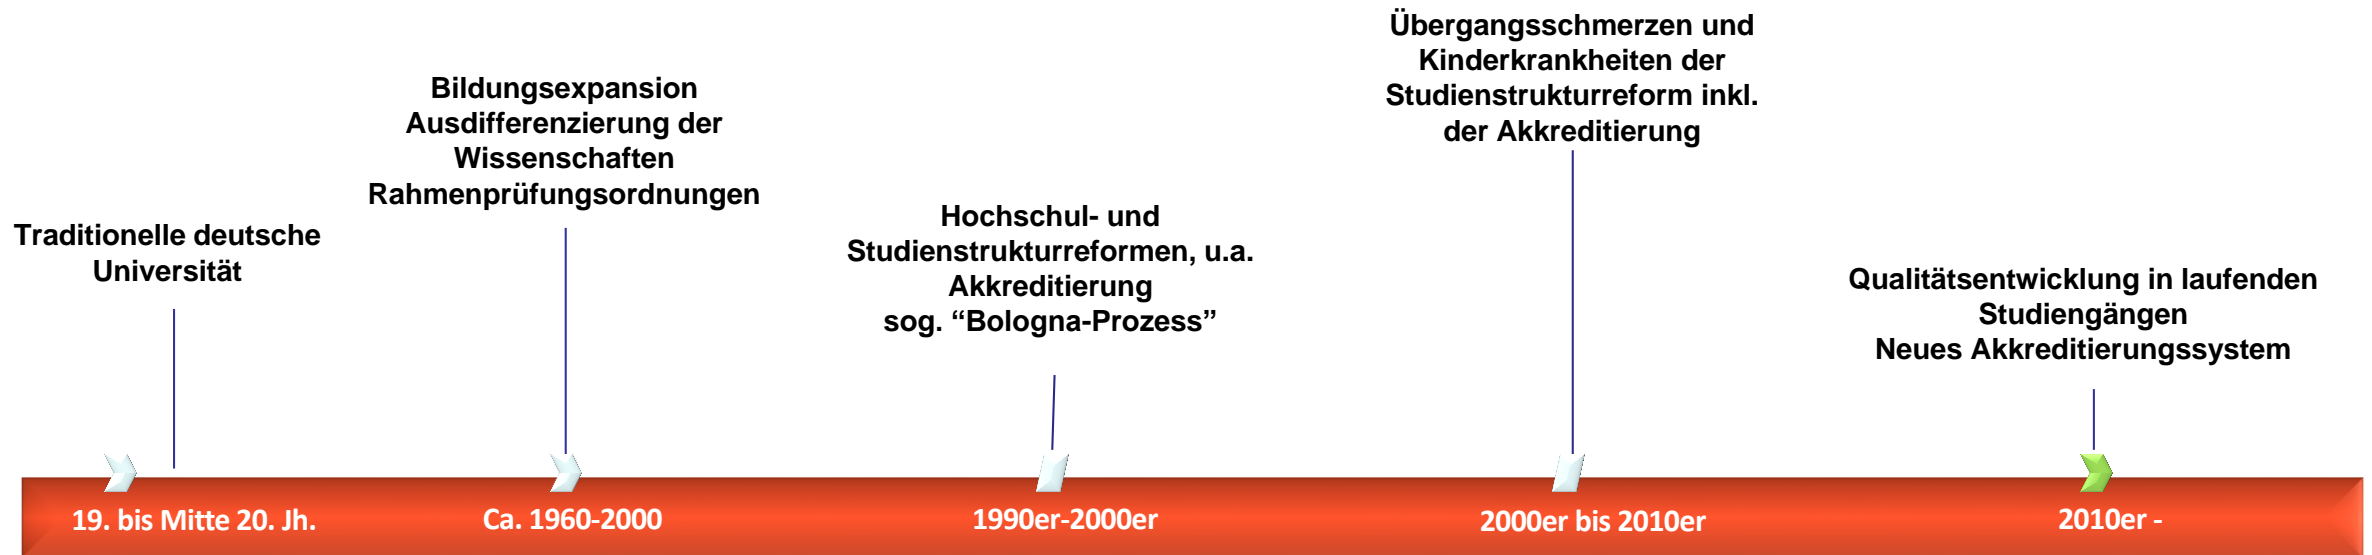 Traditionelle deutsche
Universität
Bildungsexpansion
Ausdifferenzierung der
Wissenschaften
Rahmenprüfungsordnungen
Hochschul- und
Studienstrukturreformen, u.a.
Akkreditierung
sog. “Bologna-Prozess”
Übergangsschmerzen und
Kinderkrankheiten der
Studienstrukturreform inkl.
der Akkreditierung
Qualitätsentwicklung in laufenden
Studiengängen
Neues Akkreditierungssystem
19. bis Mitte 20. Jh.
Ca. 1960-2000
1990er-2000er
2000er bis 2010er
2010er -